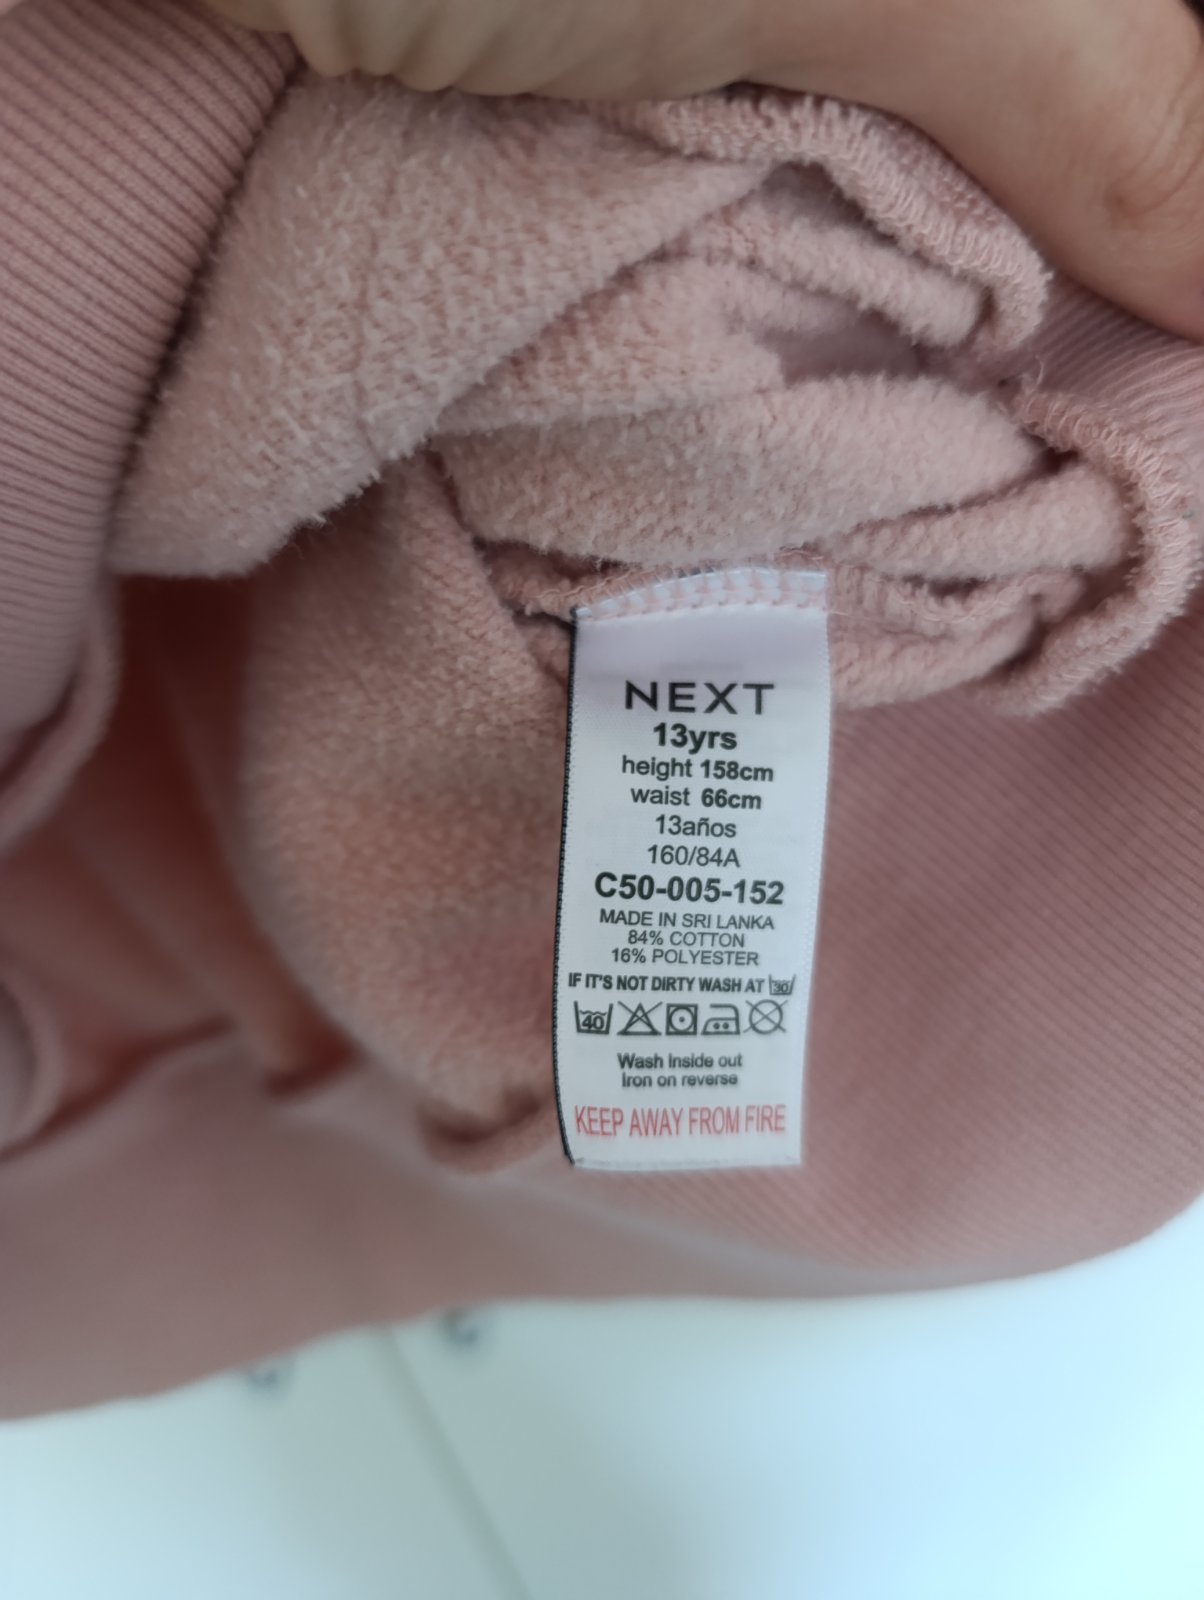 NEXT
13yrs
height 158cm
waist 66cm
13años
160/84A
C50-005-152
MADE IN SRI LANKA
84% COTTON
16% POLYESTER
IF IT'S NOT DIRTY WASH AT 30
40
Wash Inside out
Iron on reverse
KEEP AWAY FROM FIRE